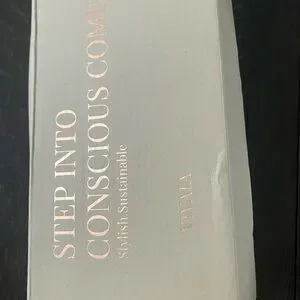 STEP INTO
CONSCIOUS COMF
Stylish.Sustainable